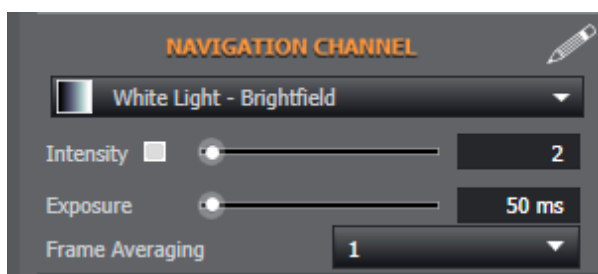 NAVIGATION CHANNEL
White Light - Brightfield
Intensity 2
Exposure 50 ms
Frame Averaging 1